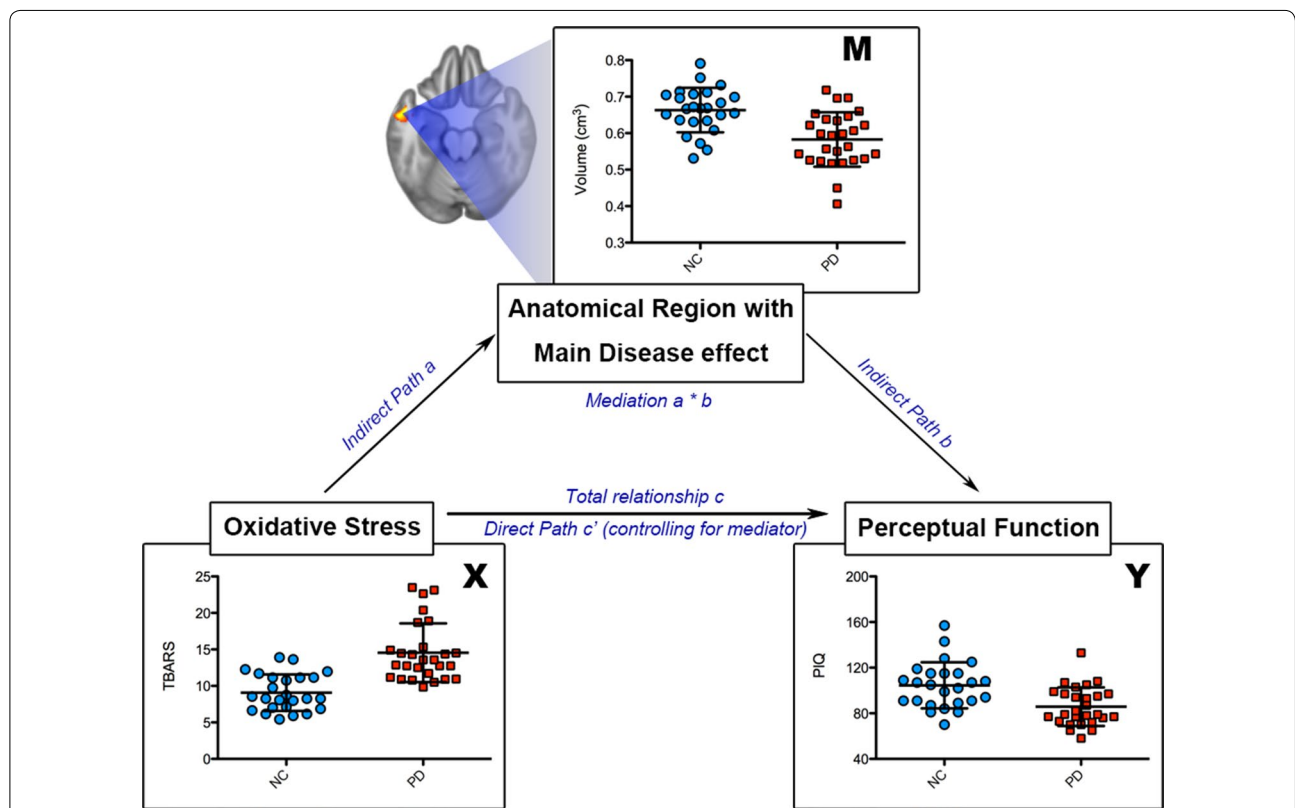 M
0.8
0.7
0.6
0.5
0.4
0.3
Volume (cm³)
NC
PD
Anatomical Region with
Main Disease effect
Mediation a * b
Indirect Path a
Indirect Path b
Total relationship c
Direct Path c' (controlling for mediator)
Oxidative Stress
X
25
20
15
10
5
0
TBARS
NC
PD
Perceptual Function
Y
200
160
120
80
40
PIQ
NC
PD